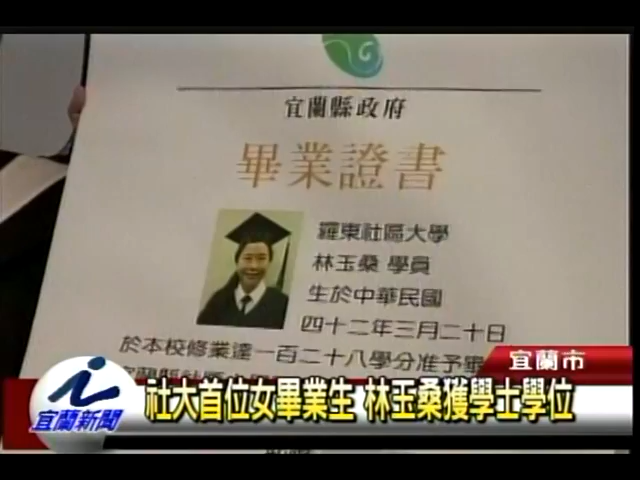 宜蘭縣政府
畢業證書
羅東社區大學
林玉桑 學員
生於中華民國
四十二年三月二十日
於本校修業達一百二十八學分准予畢
宜蘭市
社大首位女畢業生 林玉桑獲學士學位
宜蘭新聞